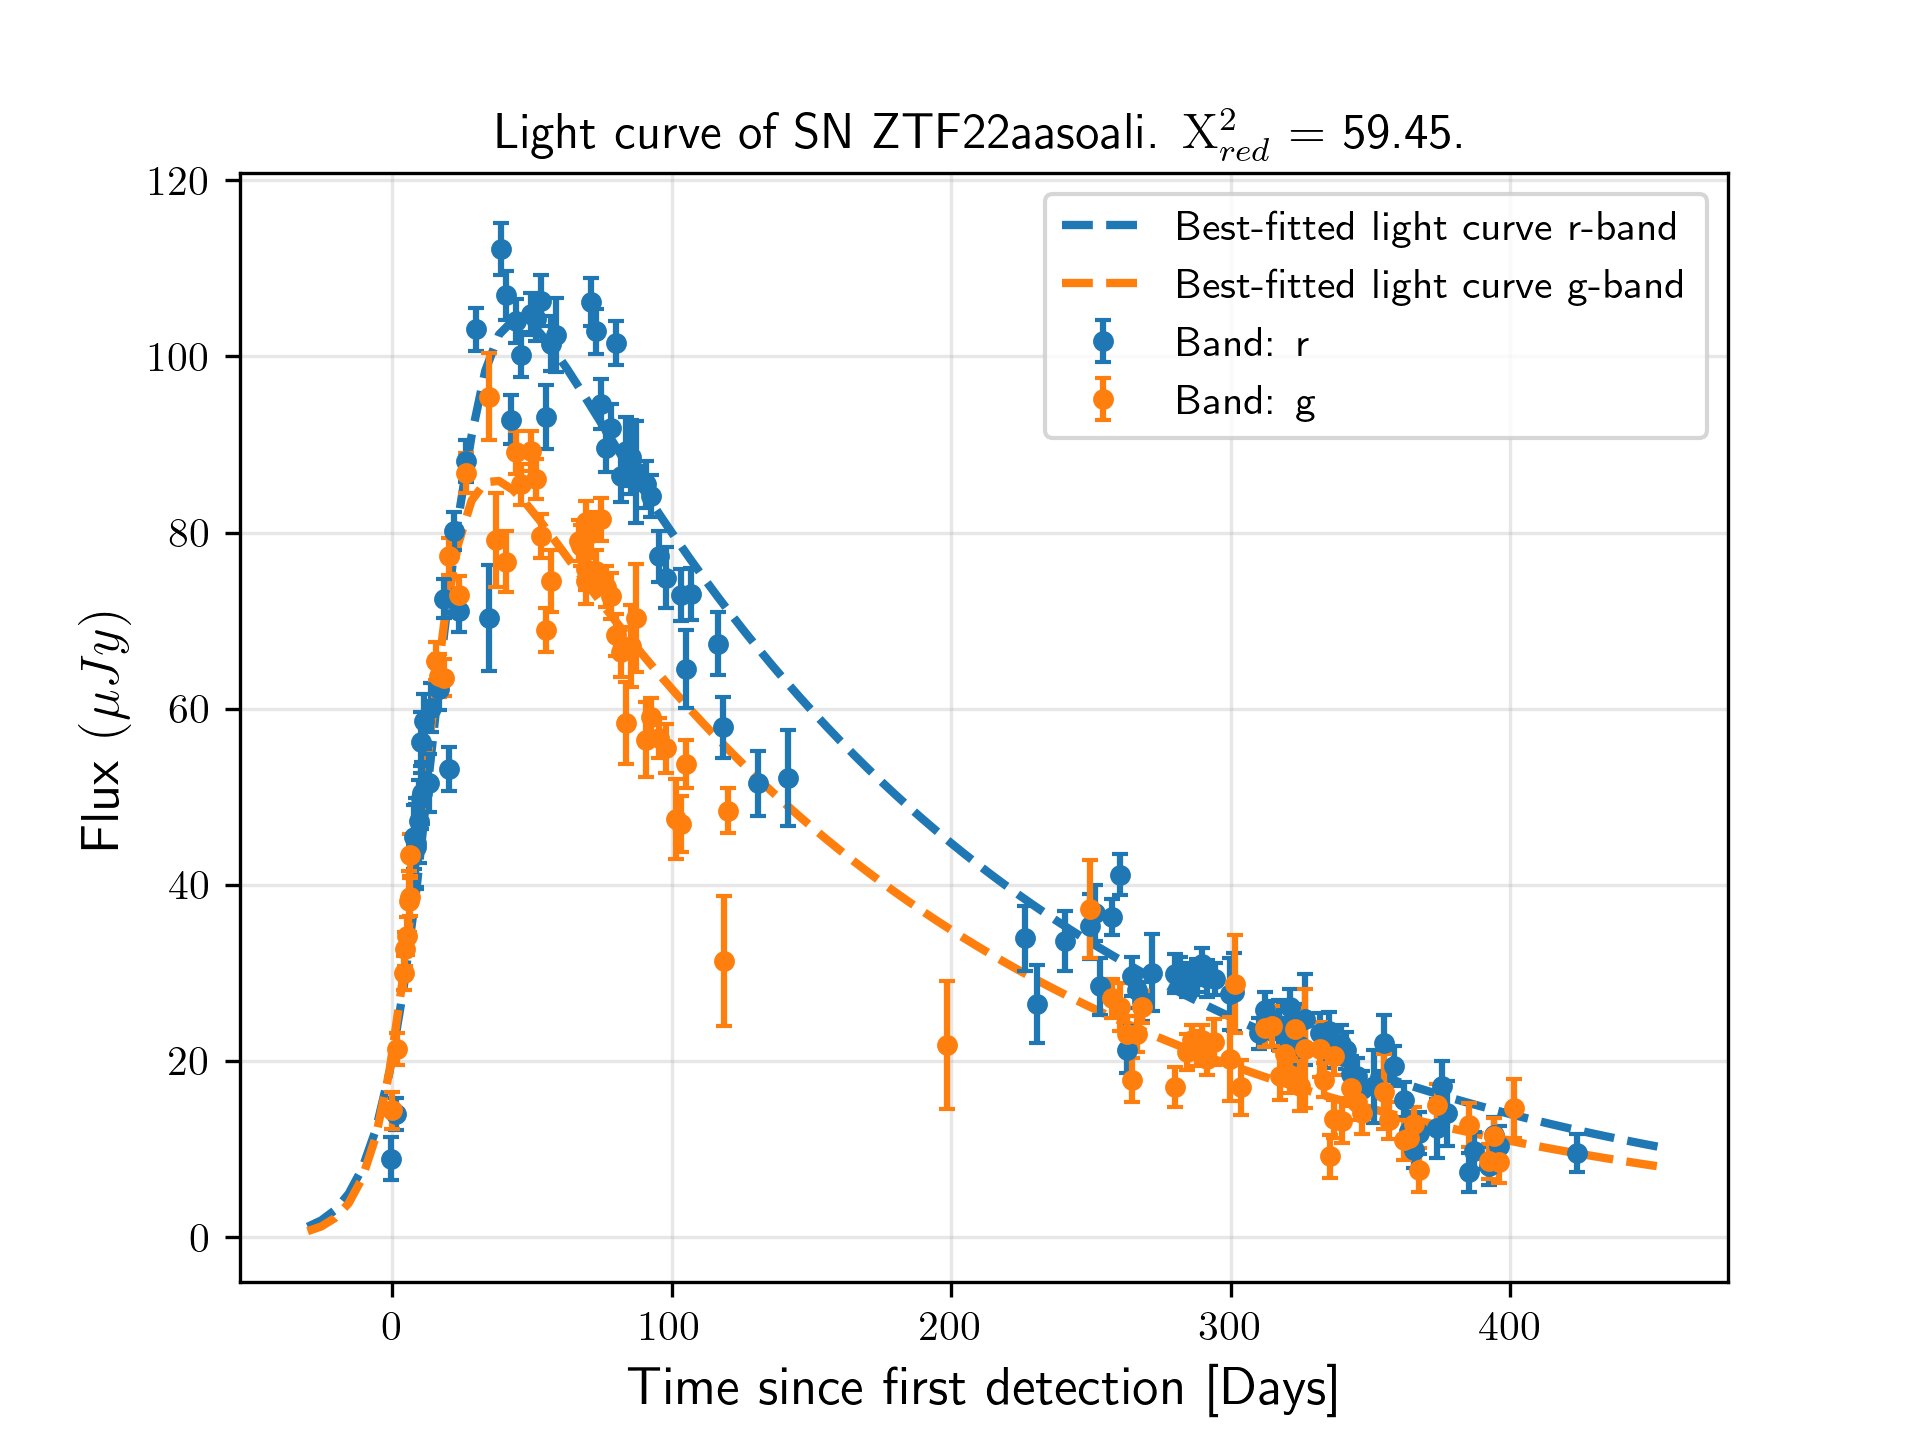 Light curve of SN ZTF22aasoali. X²_red = 59.45.
120
100
80
60
40
20
0
Flux (μJy)
Best-fitted light curve r-band
Best-fitted light curve g-band
Band: r
Band: g
0 100 200 300 400
Time since first detection [Days]